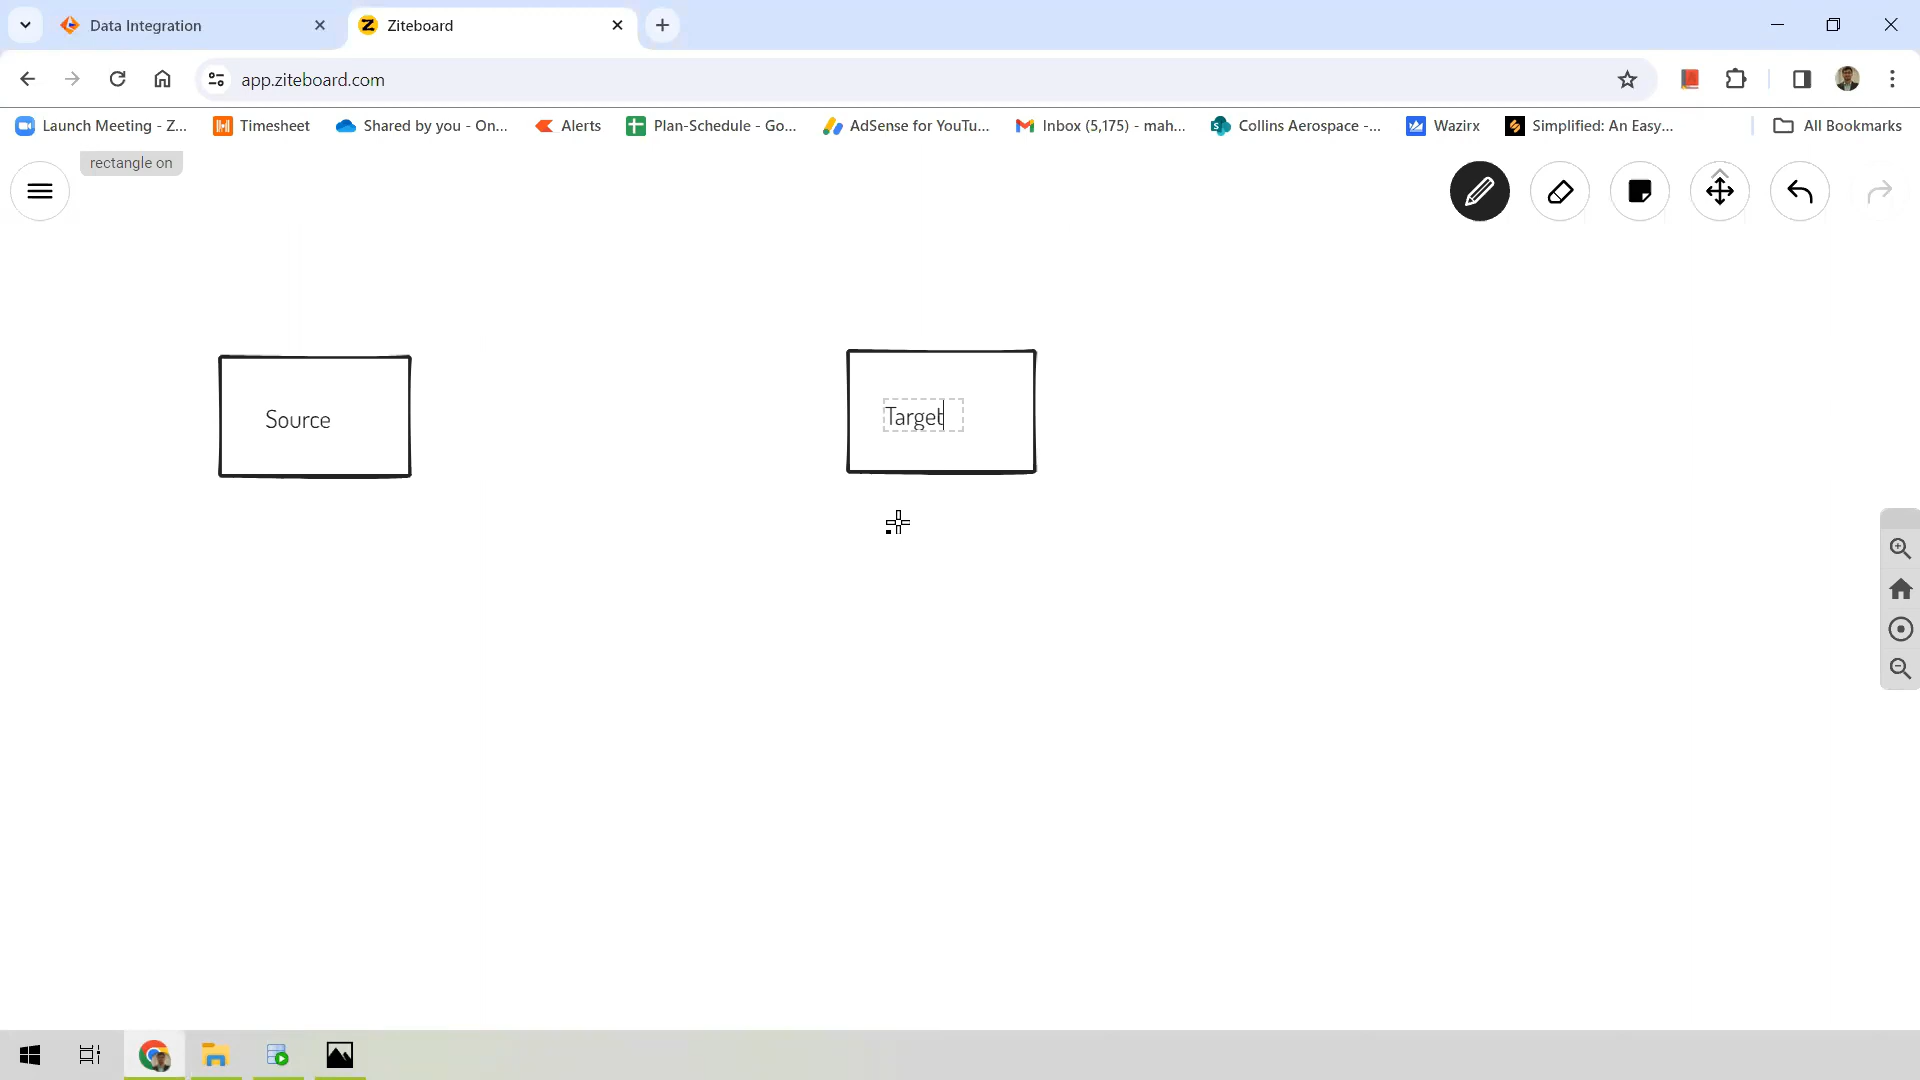 Data Integration
Ziteboard
app.ziteboard.com
Launch Meeting - Z...
Timesheet
Shared by you - On...
Alerts
Plan-Schedule - Go...
AdSense for YouTu...
Inbox (5,175) - mah...
Collins Aerospace -...
Wazirx
Simplified: An Easy...
All Bookmarks
rectangle on
Source
Target